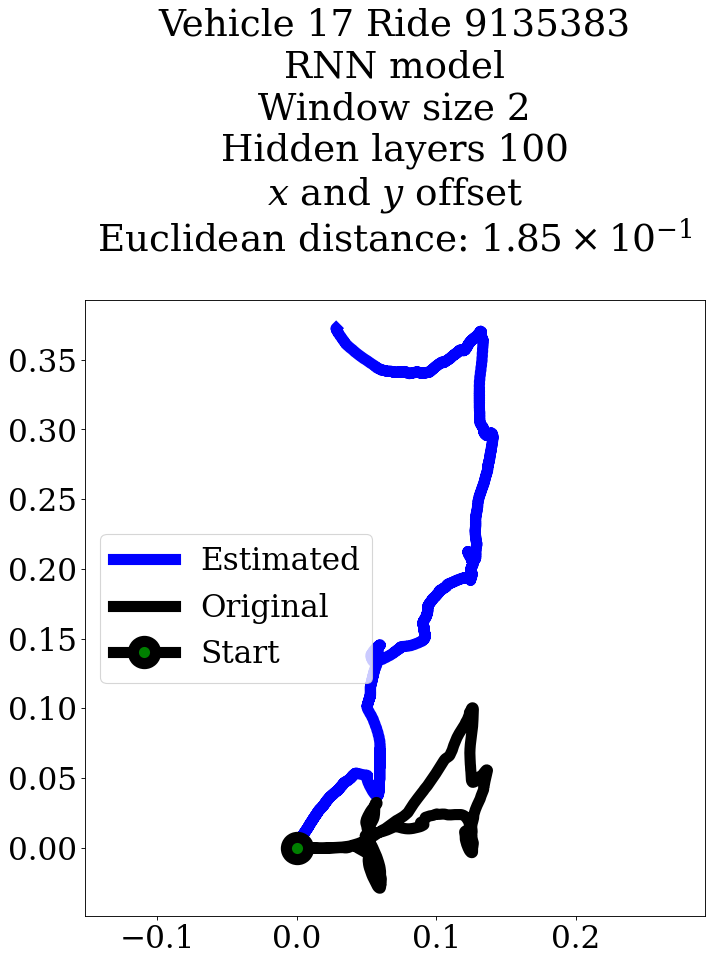 Vehicle 17 Ride 9135383
RNN model
Window size 2
Hidden layers 100
x and y offset
Euclidean distance: 1.85 × 10⁻¹
0.35
0.30
0.25
0.20
0.15
0.10
0.05
0.00
Estimated
Original
Start
−0.1 0.0 0.1 0.2